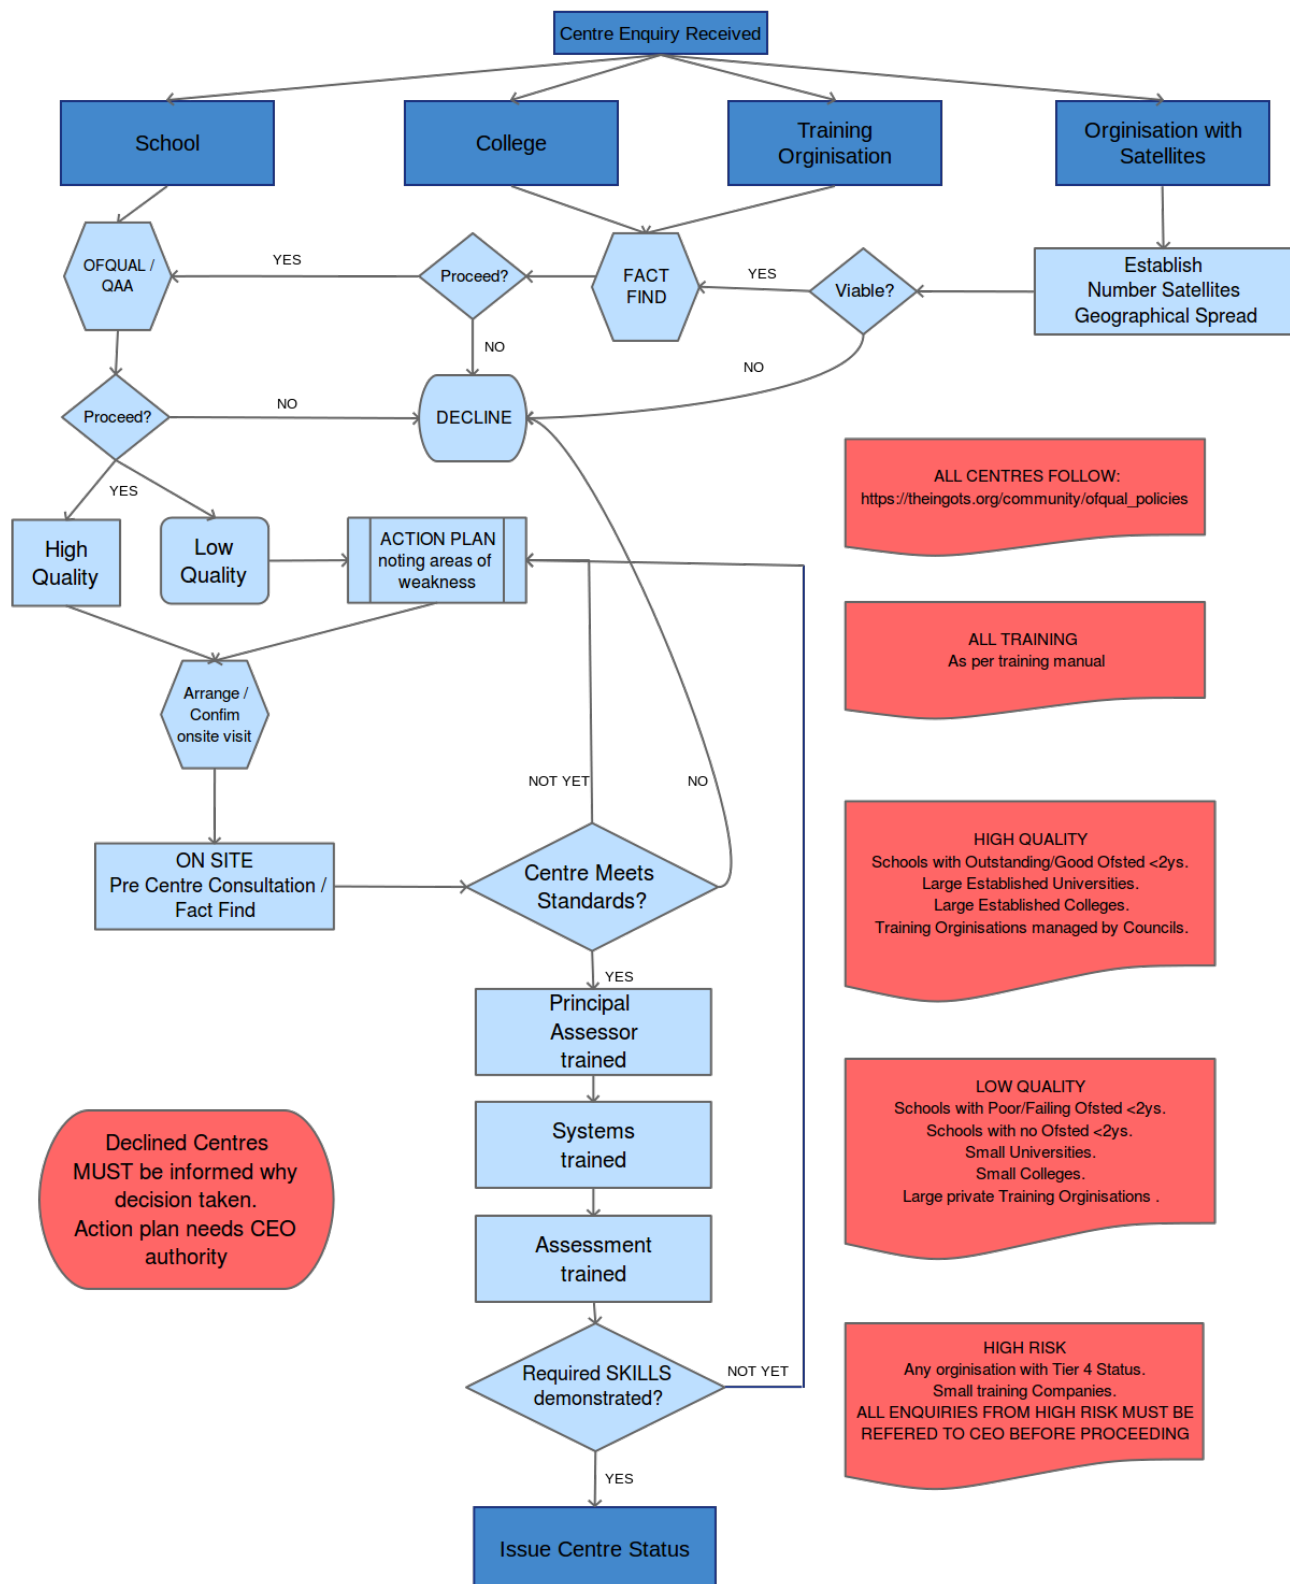 Centre Enquiry Received
School
College
Training
Orginisation
Orginisation with
Satellites
OFQUAL /
QAA
YES
Proceed?
FACT
FIND
YES
Viable?
Establish
Number Satellites
Geographical Spread
NO
NO
Proceed?
NO
DECLINE
YES
High
Quality
Low
Quality
ACTION PLAN
noting areas of
weakness
ALL CENTRES FOLLOW:
https://theingots.org/community/ofqual_policies
ALL TRAINING
As per training manual
Arrange /
Confim
onsite visit
NOT YET
NO
ON SITE
Pre Centre Consultation /
Fact Find
Centre Meets
Standards?
HIGH QUALITY
Schools with Outstanding/Good Ofsted <2ys.
Large Established Universities.
Large Established Colleges.
Training Orginisations managed by Councils.
YES
Principal
Assessor
trained
Systems
trained
Assessment
trained
LOW QUALITY
Schools with Poor/Failing Ofsted <2ys.
Schools with no Ofsted <2ys.
Small Universities.
Small Colleges.
Large private Training Orginisations .
Declined Centres
MUST be informed why
decision taken.
Action plan needs CEO
authority
Required SKILLS
demonstrated?
NOT YET
HIGH RISK
Any orginisation with Tier 4 Status.
Small training Companies.
ALL ENQUIRIES FROM HIGH RISK MUST BE
REFERED TO CEO BEFORE PROCEEDING
YES
Issue Centre Status